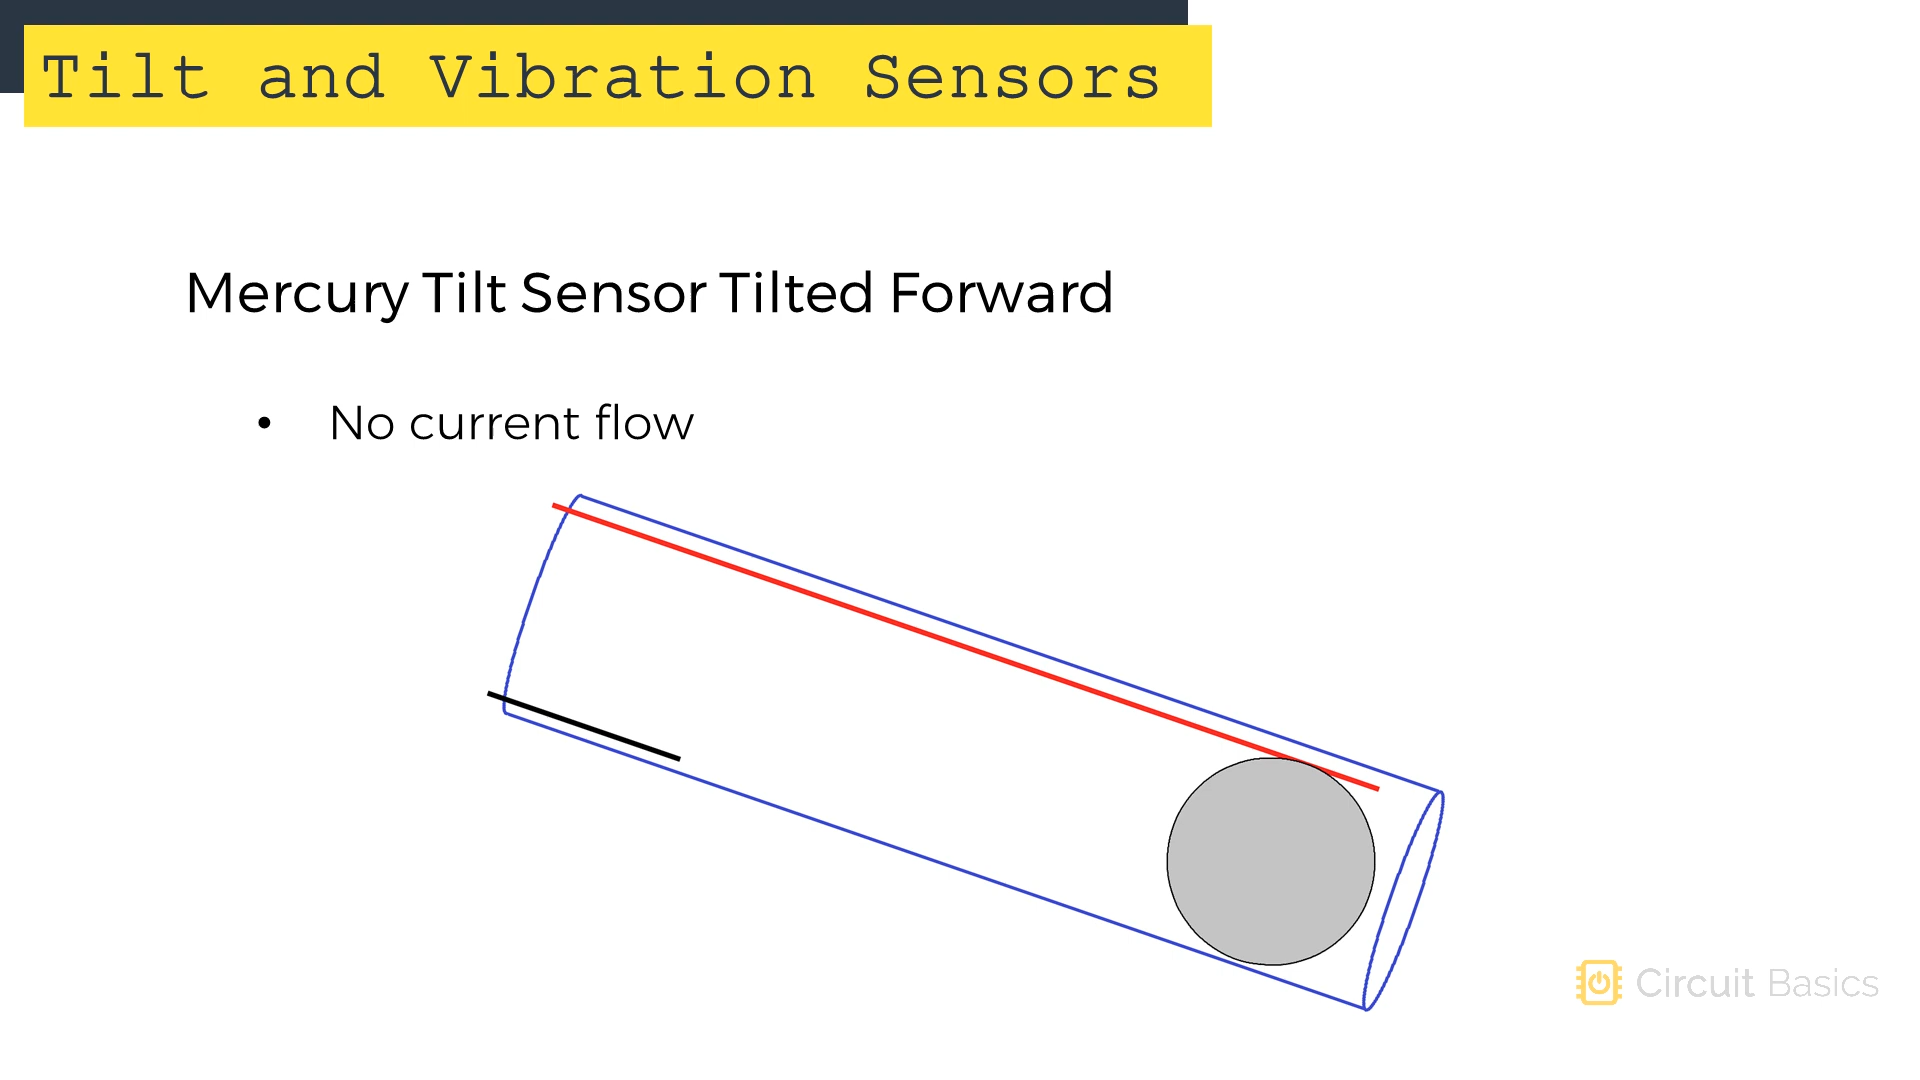 Tilt and Vibration Sensors
Mercury Tilt Sensor Tilted Forward
• No current flow
Circuit Basics